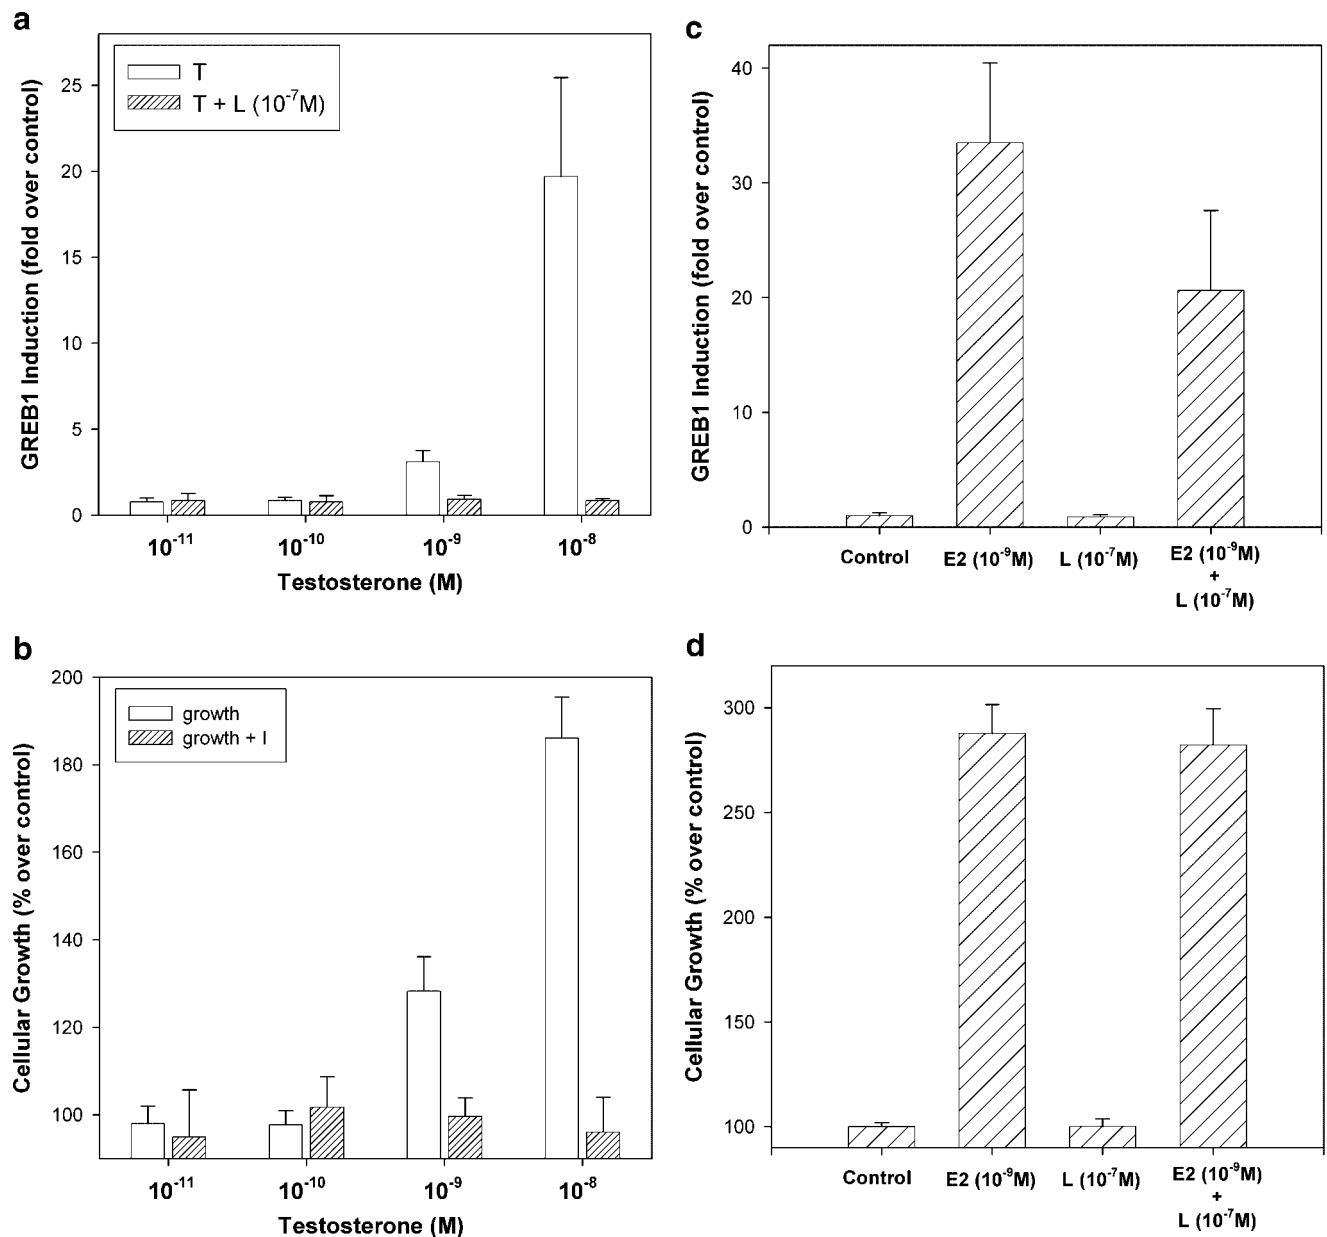 a
GREB1 Induction (fold over control)
25
20
15
10
5
0
T
T + L (10⁻⁷M)
10⁻¹¹ 10⁻¹⁰ 10⁻⁹ 10⁻⁸
Testosterone (M)
b
Cellular Growth (% over control)
200
180
160
140
120
100
growth
growth + l
10⁻¹¹ 10⁻¹⁰ 10⁻⁹ 10⁻⁸
Testosterone (M)
c
GREB1 Induction (fold over control)
40
30
20
10
0
Control E2 (10⁻⁹M) L (10⁻⁷M) E2 (10⁻⁹M)
+
L (10⁻⁷M)
d
Cellular Growth (% over control)
300
250
200
150
100
Control E2 (10⁻⁹M) L (10⁻⁷M) E2 (10⁻⁹M)
+
L (10⁻⁷M)